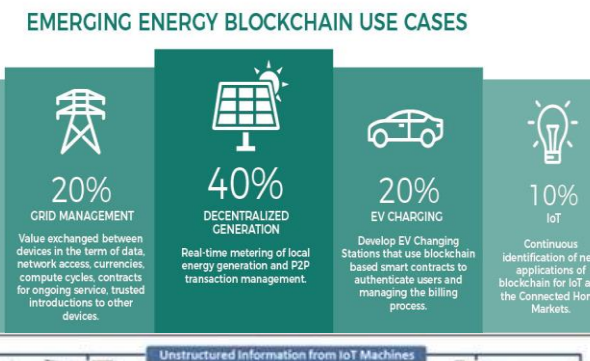 EMERGING ENERGY BLOCKCHAIN USE CASES
20%
GRID MANAGEMENT
Value exchanged between
devices in the term of data,
network access, currencies,
compute cycles, contracts
for ongoing service, trusted
introductions to other
devices.
40%
DECENTRALIZED
GENERATION
Real-time metering of local
energy generation and P2P
transaction management.
20%
EV CHARGING
Develop EV Changing
Stations that use blockchain
based smart contracts to
authenticate users and
managing the billing
process.
10%
IoT
Continuous
identification of ne
applications of
blockchain for IoT a
the Connected Hom
Markets.
Unstructured Information from IoT Machines